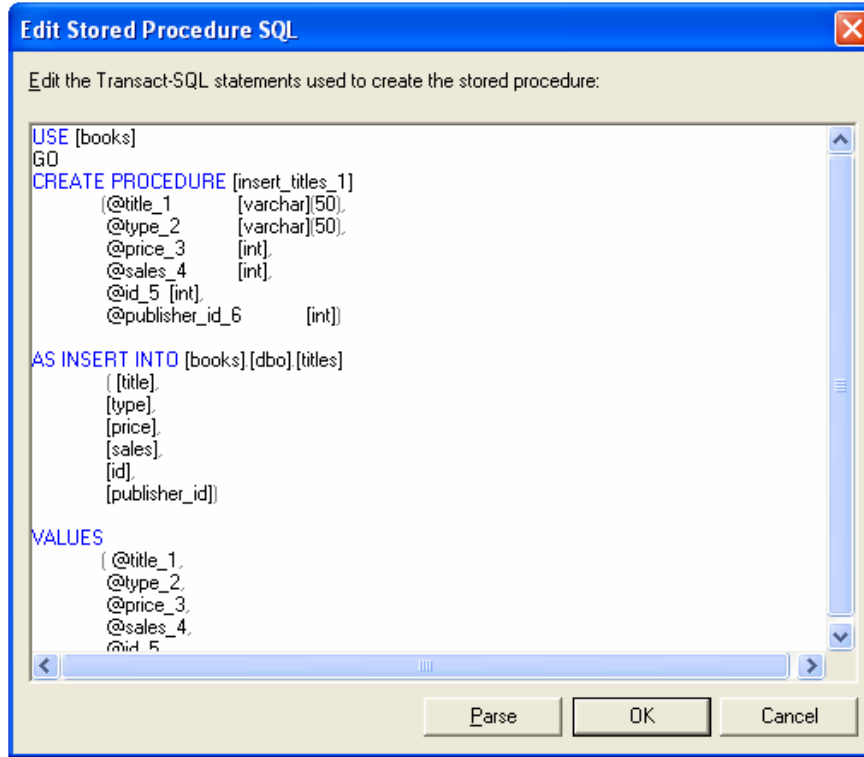 Edit Stored Procedure SQL
Edit the Transact-SQL statements used to create the stored procedure:
USE [books]
GO
CREATE PROCEDURE [insert_titles_1]
(@title_1 [varchar](50),
@type_2 [varchar](50),
@price_3 [int],
@sales_4 [int],
@id_5 [int],
@publisher_id_6 [int])
AS INSERT INTO [books].[dbo].[titles]
( [title],
[type],
[price],
[sales],
[id],
[publisher_id])
VALUES
( @title_1,
@type_2,
@price_3,
@sales_4,
@id_5
Parse OK Cancel